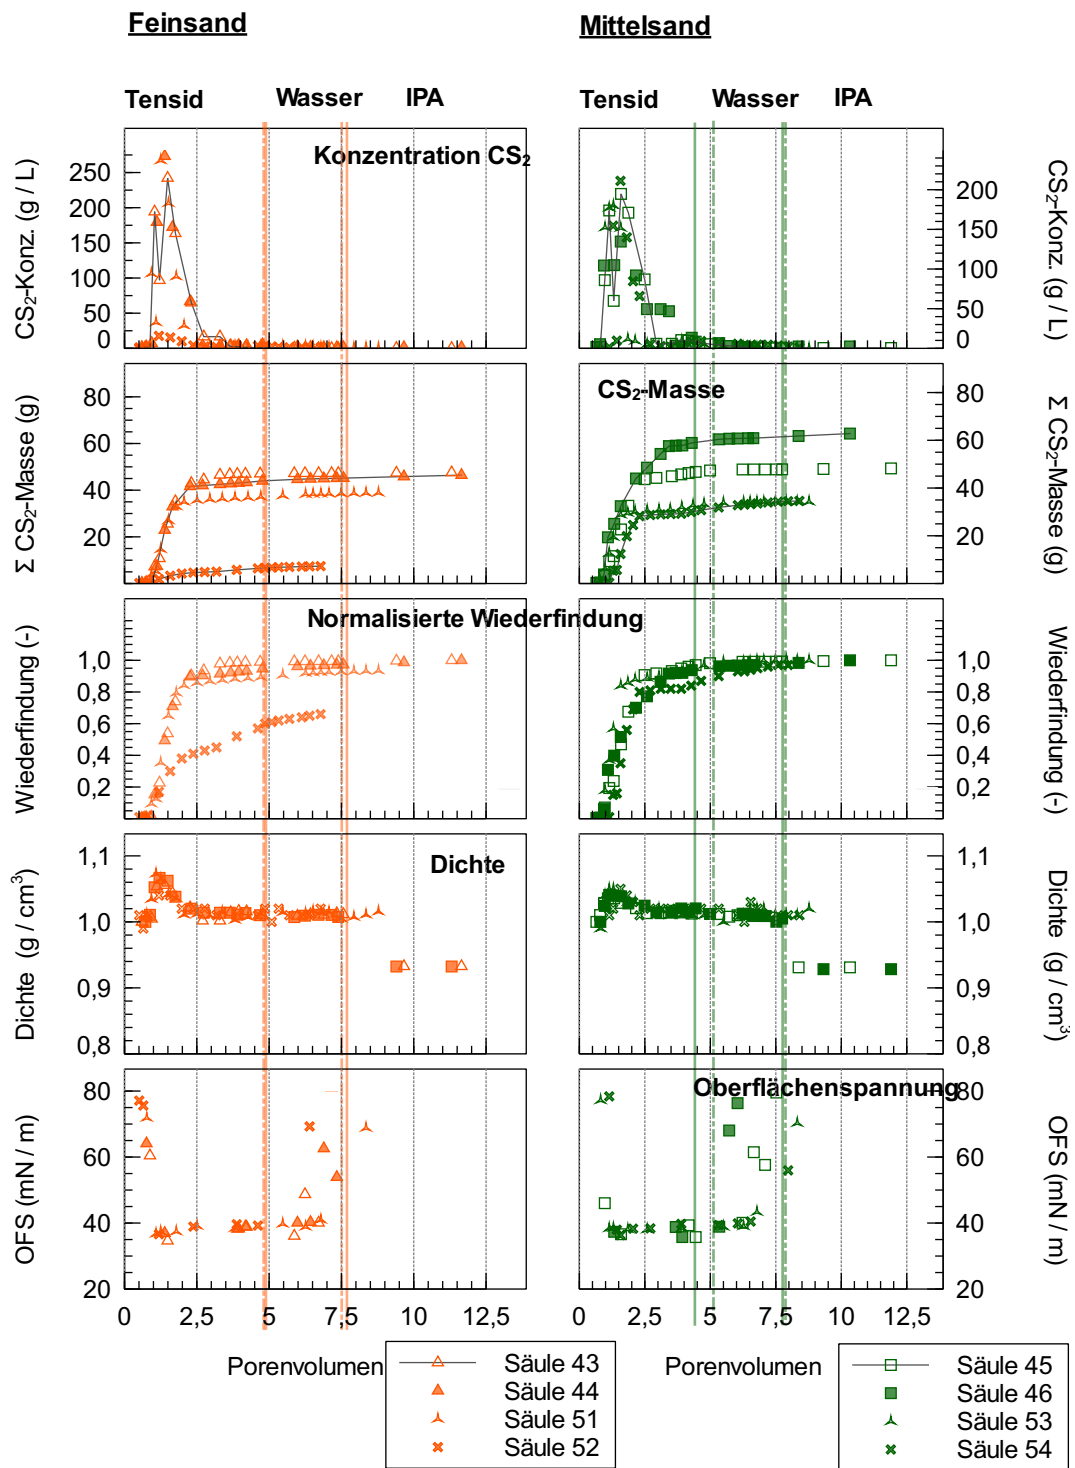 Feinsand Mittelsand
Tensid Wasser IPA Tensid Wasser IPA
Konzentration CS₂
CS₂-Konz. (g / L)
250
200
150
100
50
0
200
150
100
50
0
CS₂-Konz. (g / L)
CS₂-Masse
Σ CS₂-Masse (g)
80
60
40
20
80
60
40
20
Σ CS₂-Masse (g)
Normalisierte Wiederfindung
Wiederfindung (-)
1,0
0,8
0,6
0,4
0,2
1,0
0,8
0,6
0,4
0,2
Wiederfindung (-)
Dichte
Dichte (g / cm³)
1,1
1,0
0,9
0,8
1,1
1,0
0,9
0,8
Dichte (g / cm³)
Oberflächenspannung
OFS (mN / m)
80
60
40
20
80
60
40
20
OFS (mN / m)
0 2,5 5 7,5 10 12,5 0 2,5 5 7,5 10 12,5
Porenvolumen Porenvolumen
Säule 43
Säule 44
Säule 51
Säule 52
Säule 45
Säule 46
Säule 53
Säule 54